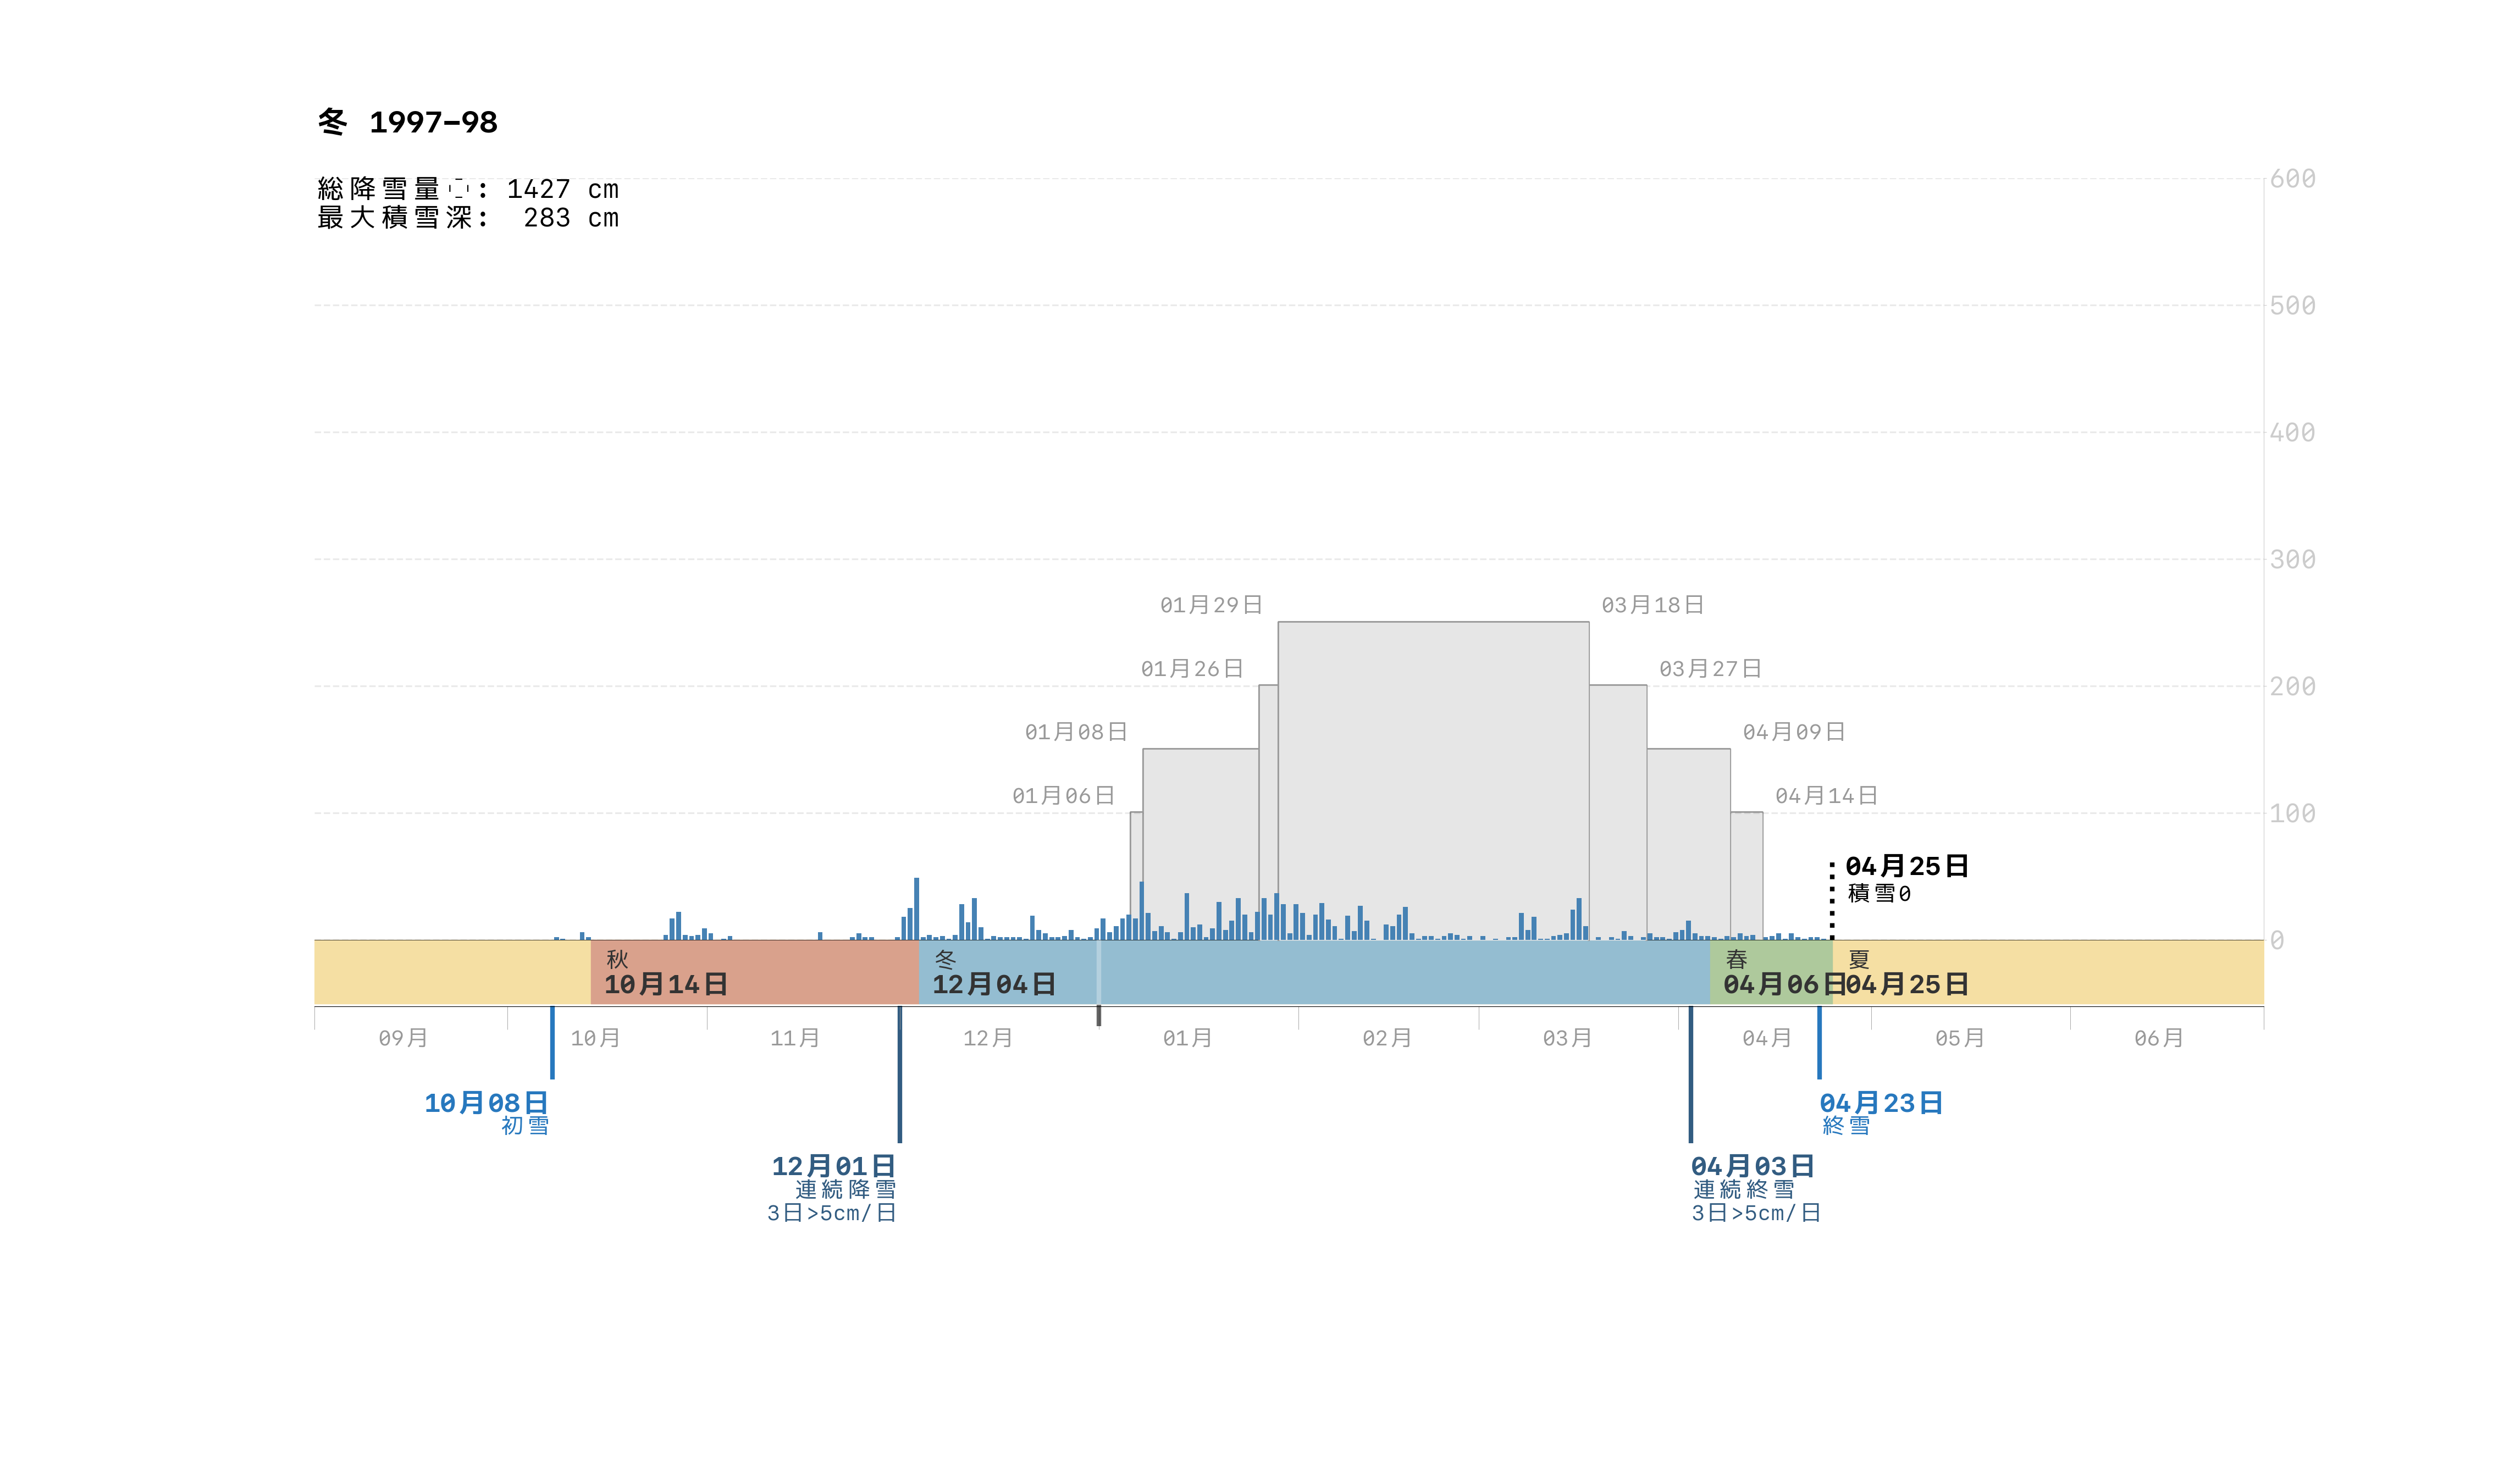 冬 1997–98
総降雪量: 1427 cm
最大積雪深: 283 cm
600
500
400
300
200
100
0
01月29日
03月18日
01月26日
03月27日
01月08日
04月09日
01月06日
04月14日
04月25日
積雪0
秋
10月14日
冬
12月04日
春
04月06日
夏
04月25日
09月
10月
11月
12月
01月
02月
03月
04月
05月
06月
10月08日
初雪
04月23日
終雪
12月01日
連続降雪
3日>5cm/日
04月03日
連続終雪
3日>5cm/日